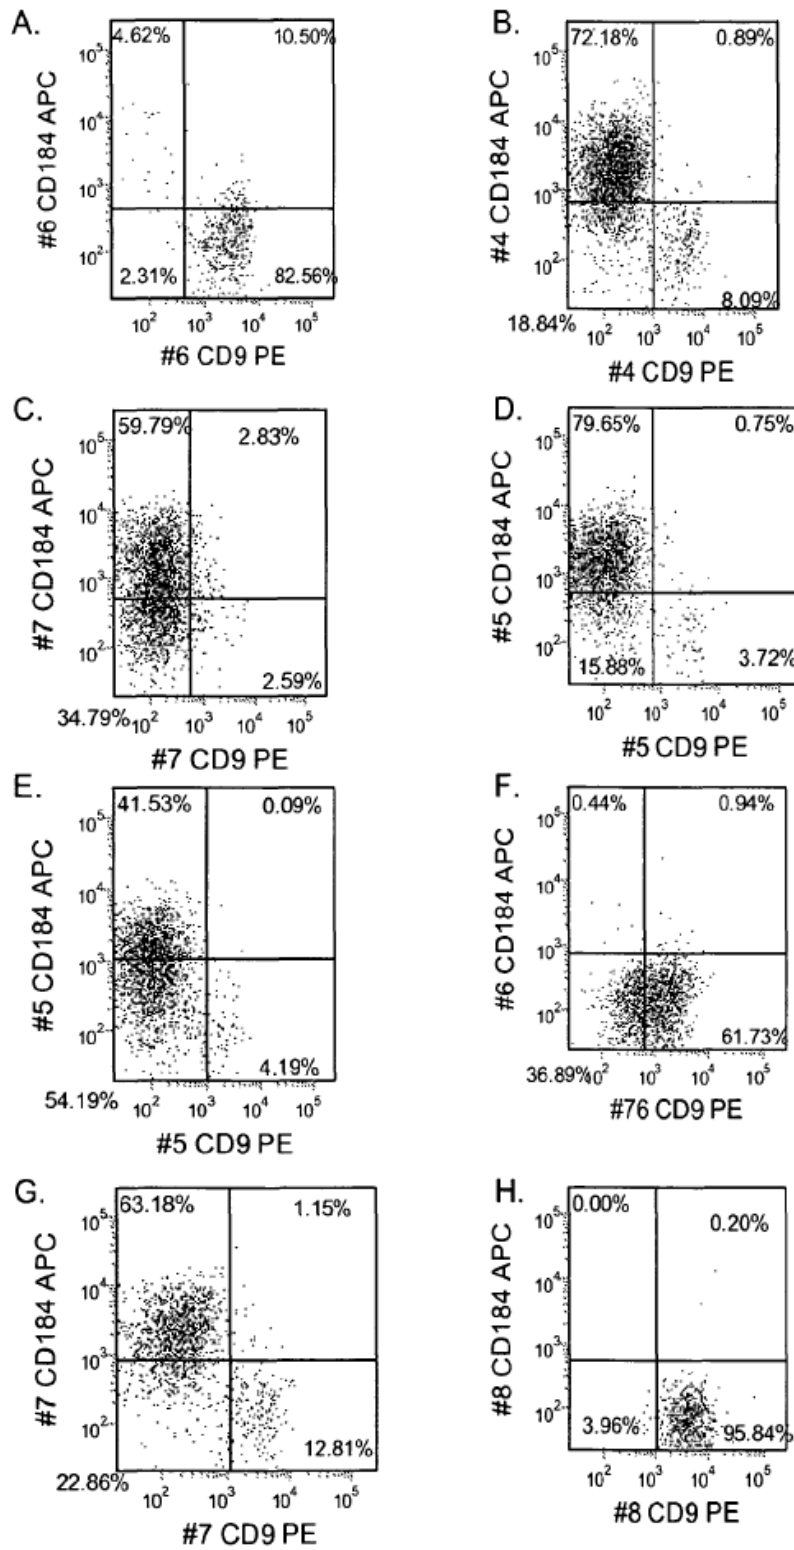 A.
B.
4.62%
10.50%
10⁵
10⁴
10³
10²
#6 CD184 APC
2.31%
82.56%
10² 10³ 10⁴ 10⁵
#6 CD9 PE
72.18%
0.89%
10⁵
10⁴
10³
10²
#4 CD184 APC
8.09%
18.84%
10² 10³ 10⁴ 10⁵
#4 CD9 PE
C.
D.
59.79%
2.83%
10⁵
10⁴
10³
10²
#7 CD184 APC
2.59%
34.79%
10² 10³ 10⁴ 10⁵
#7 CD9 PE
79.65%
0.75%
10⁵
10⁴
10³
10²
#5 CD184 APC
15.88%
3.72%
10² 10³ 10⁴ 10⁵
#5 CD9 PE
E.
F.
41.53%
0.09%
10⁵
10⁴
10³
10²
#5 CD184 APC
4.19%
54.19%
10² 10³ 10⁴ 10⁵
#5 CD9 PE
0.44%
0.94%
10⁵
10⁴
10³
10²
#6 CD184 APC
61.73%
36.89%
10² 10³ 10⁴ 10⁵
#76 CD9 PE
G.
H.
63.18%
1.15%
10⁵
10⁴
10³
10²
#7 CD184 APC
12.81%
22.86%
10² 10³ 10⁴ 10⁵
#7 CD9 PE
0.00%
0.20%
10⁵
10⁴
10³
10²
#8 CD184 APC
3.96%
95.84%
10² 10³ 10⁴ 10⁵
#8 CD9 PE